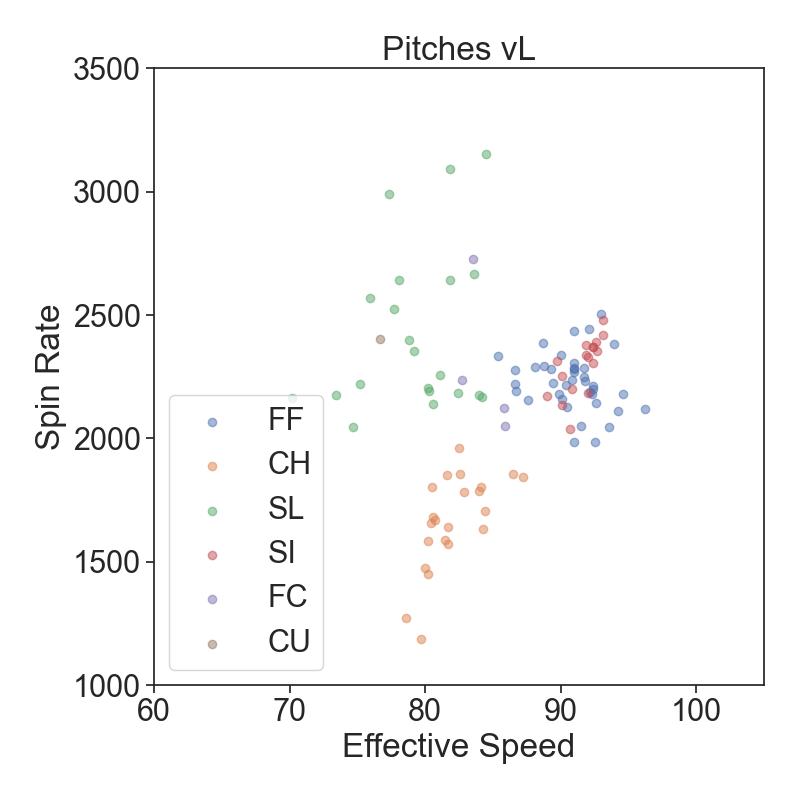 Pitches vL
3500
3000
2500
2000
1500
1000
Spin Rate
FF
CH
SL
SI
FC
CU
60 70 80 90 100
Effective Speed